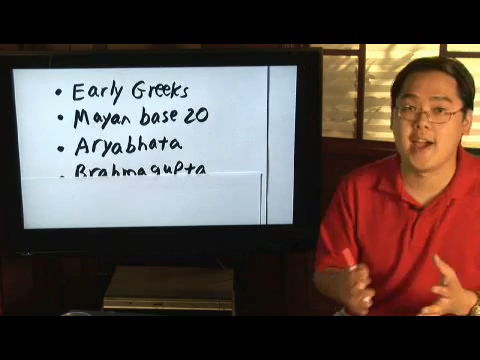 • Early Greeks
• Mayan base 20
• Aryabhata
• Brahmagupta